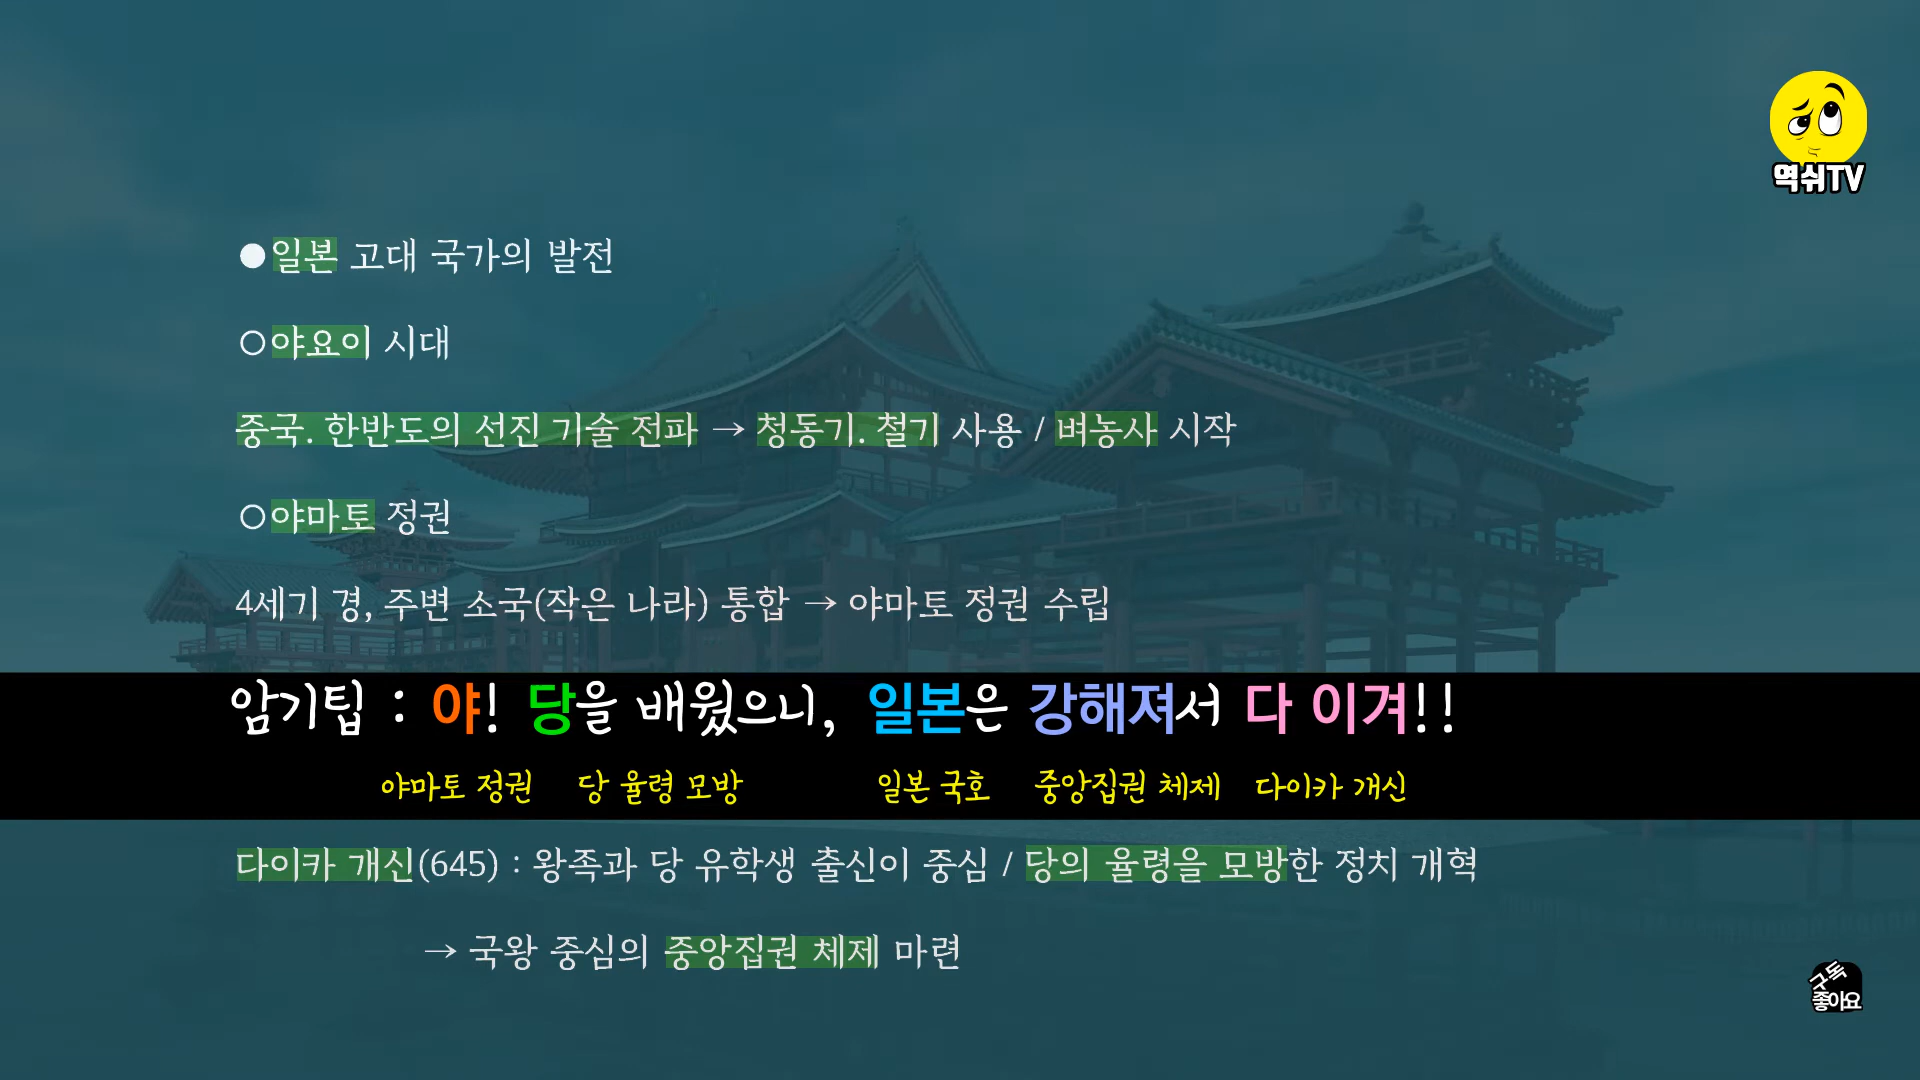 역쉬TV
●일본 고대 국가의 발전
○야요이 시대
중국. 한반도의 선진 기술 전파 → 청동기. 철기 사용 / 벼농사 시작
○야마토 정권
4세기 경, 주변 소국(작은 나라) 통합 → 야마토 정권 수립
암기팁 : 야! 당을 배웠으니, 일본은 강해져서 다 이겨!!
야마토 정권 당 율령 모방 일본 국호 중앙집권 체제 다이카 개신
다이카 개신(645) : 왕족과 당 유학생 출신이 중심 / 당의 율령을 모방한 정치 개혁
→ 국왕 중심의 중앙집권 체제 마련
구독
좋아요